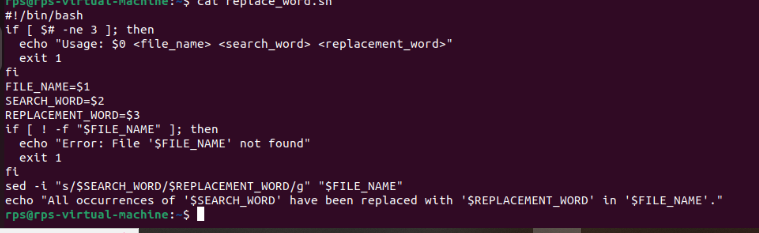 rps@rps-virtual-machine:~$ cat replace_word.sh
#!/bin/bash
if [ $# -ne 3 ]; then
  echo "Usage: $0 <file_name> <search_word> <replacement_word>"
  exit 1
fi
FILE_NAME=$1
SEARCH_WORD=$2
REPLACEMENT_WORD=$3
if [ ! -f "$FILE_NAME" ]; then
  echo "Error: File '$FILE_NAME' not found"
  exit 1
fi
sed -i "s/$SEARCH_WORD/$REPLACEMENT_WORD/g" "$FILE_NAME"
echo "All occurrences of '$SEARCH_WORD' have been replaced with '$REPLACEMENT_WORD' in '$FILE_NAME'."
rps@rps-virtual-machine:~$